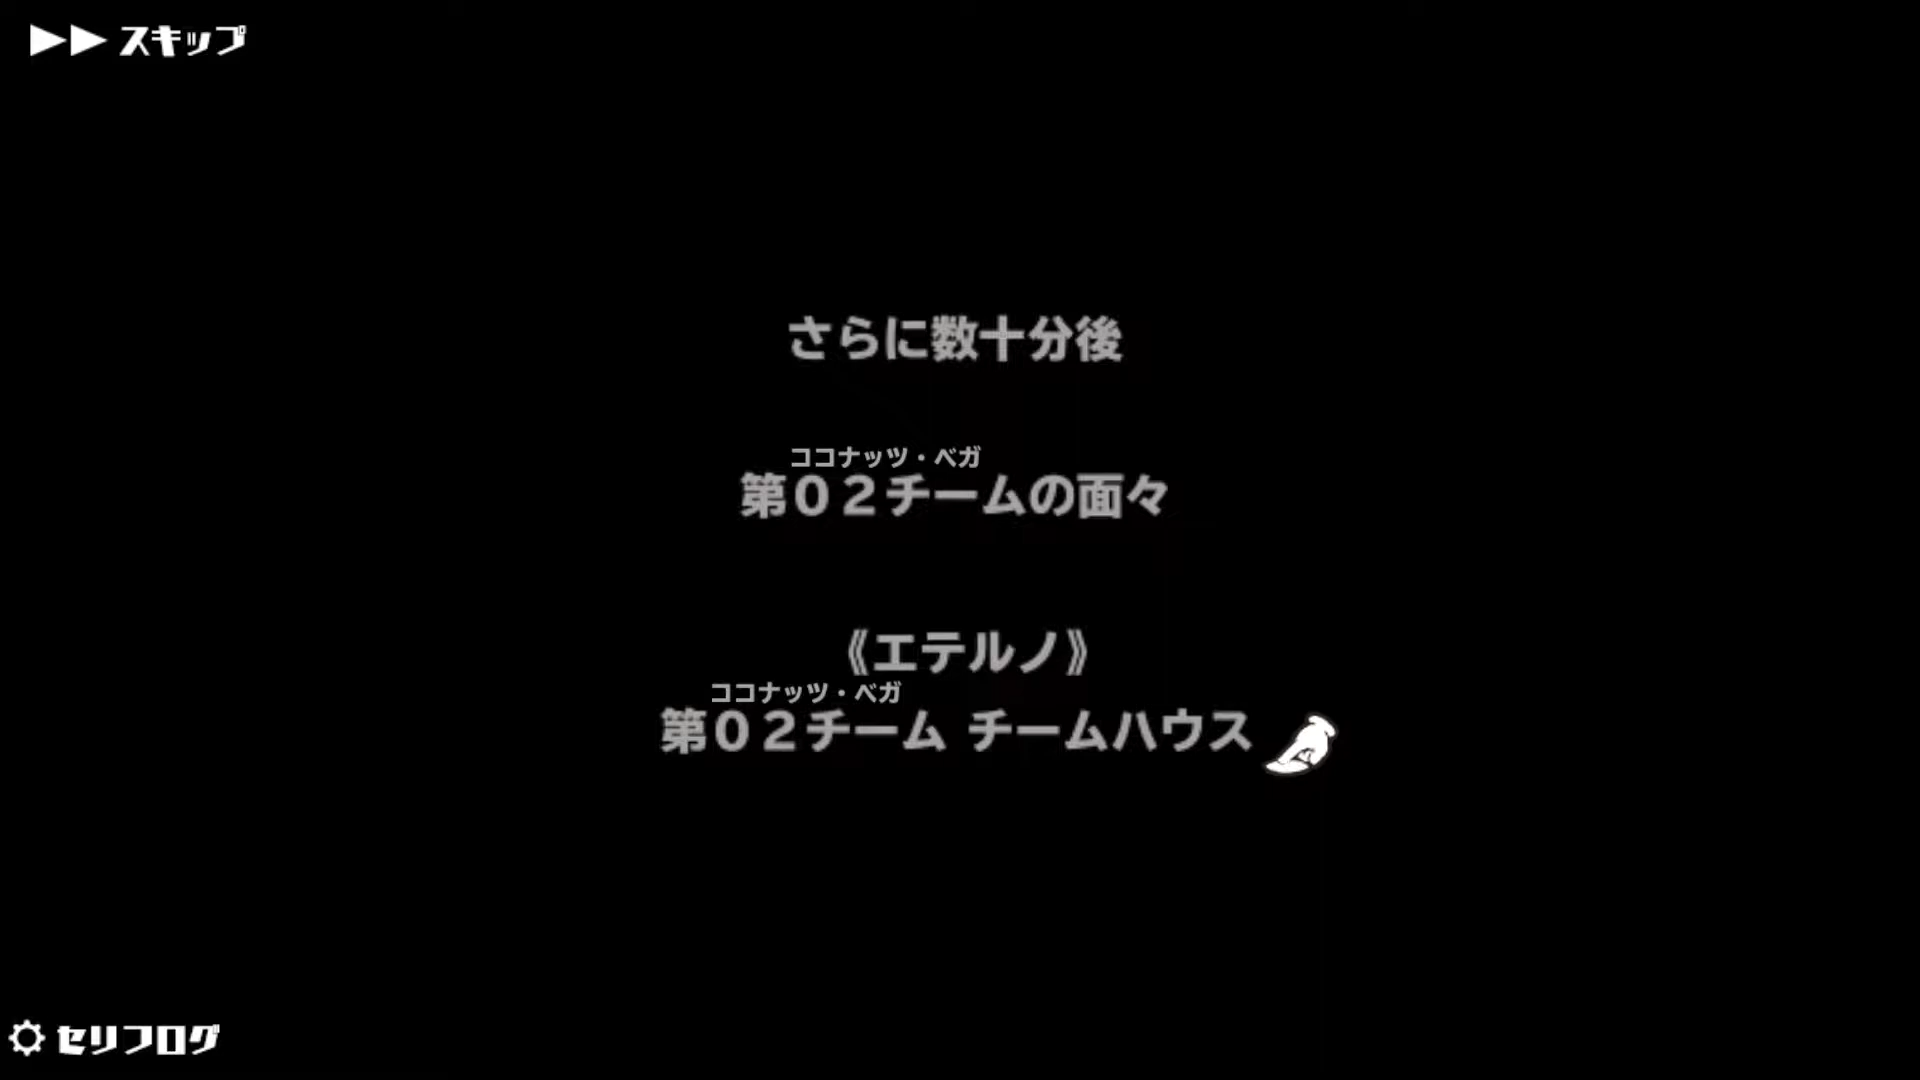 スキップ
さらに数十分後
ココナッツ・ベガ
第０２チームの面々
《エテルノ》
ココナッツ・ベガ
第０２チーム チームハウス
セリフログ